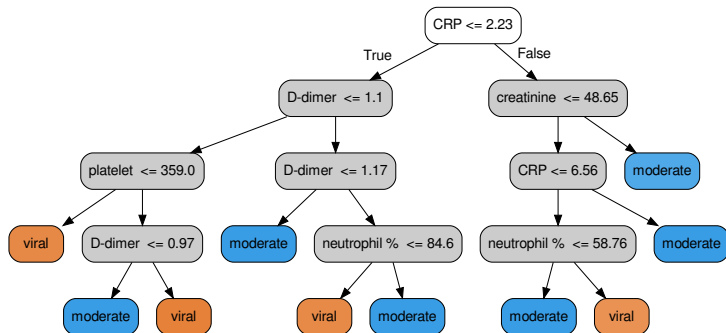 CRP <= 2.23
True
False
D-dimer <= 1.1
creatinine <= 48.65
platelet <= 359.0
D-dimer <= 1.17
CRP <= 6.56
moderate
viral
D-dimer <= 0.97
moderate
neutrophil % <= 84.6
neutrophil % <= 58.76
moderate
moderate
viral
viral
moderate
moderate
viral